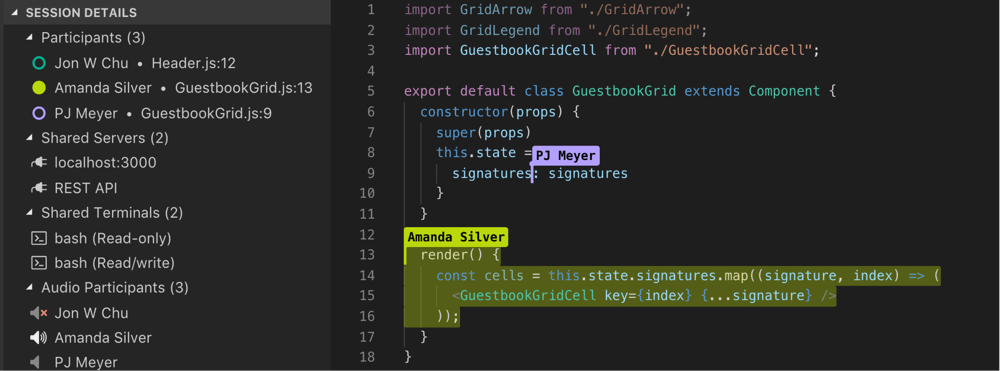 SESSION DETAILS
Participants (3)
Jon W Chu • Header.js:12
Amanda Silver • GuestbookGrid.js:13
PJ Meyer • GuestbookGrid.js:9
Shared Servers (2)
localhost:3000
REST API
Shared Terminals (2)
bash (Read-only)
bash (Read/write)
Audio Participants (3)
Jon W Chu
Amanda Silver
PJ Meyer
1 import GridArrow from "./GridArrow";
2 import GridLegend from "./GridLegend";
3 import GuestbookGridCell from "./GuestbookGridCell";
4
5 export default class GuestbookGrid extends Component {
6 constructor(props) {
7 super(props)
8 this.state = PJ Meyer
9 signatures: signatures
10 }
11 }
12 Amanda Silver
13 render() {
14 const cells = this.state.signatures.map((signature, index) => (
15 <GuestbookGridCell key={index} {...signature} />
16 ));
17 }
18 }